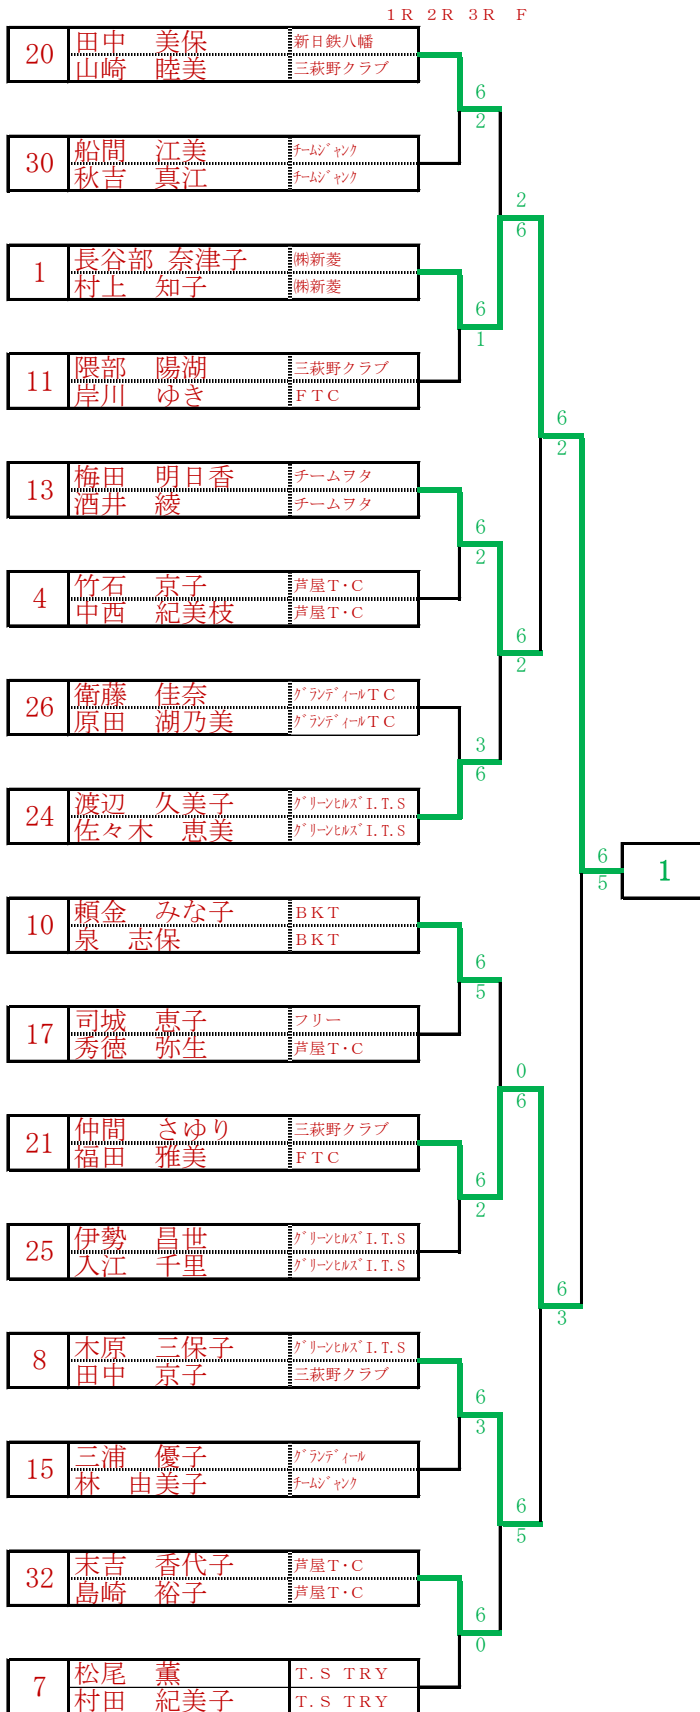 1R 2R 3R F
20 田中 美保 新日鉄八幡
山崎 睦美 三萩野クラブ
6
2
30 船間 江美 ﾁｰﾑｼﾞｬﾝｸ
秋吉 真江 ﾁｰﾑｼﾞｬﾝｸ
2
6
1 長谷部 奈津子 ㈱新菱
村上 知子 ㈱新菱
6
1
11 隈部 陽湖 三萩野クラブ
岸川 ゆき FTC
6
2
13 梅田 明日香 チームヲタ
酒井 綾 チームヲタ
6
2
4 竹石 京子 芦屋T・C
中西 紀美枝 芦屋T・C
6
2
26 衛藤 佳奈 ｸﾞﾗﾝﾃﾞｨｰﾙTC
原田 湖乃美 ｸﾞﾗﾝﾃﾞｨｰﾙTC
3
6
24 渡辺 久美子 ｸﾞﾘｰﾝﾋﾙｽﾞI.T.S
佐々木 恵美 ｸﾞﾘｰﾝﾋﾙｽﾞI.T.S
6
5
1
10 頼金 みな子 BKT
泉 志保 BKT
6
5
17 司城 恵子 フリー
秀徳 弥生 芦屋T・C
0
6
21 仲間 さゆり 三萩野クラブ
福田 雅美 FTC
6
2
25 伊勢 昌世 ｸﾞﾘｰﾝﾋﾙｽﾞI.T.S
入江 千里 ｸﾞﾘｰﾝﾋﾙｽﾞI.T.S
6
3
8 木原 三保子 ｸﾞﾘｰﾝﾋﾙｽﾞI.T.S
田中 京子 三萩野クラブ
6
3
15 三浦 優子 ｸﾞﾗﾝﾃﾞｨｰﾙ
林 由美子 ﾁｰﾑｼﾞｬﾝｸ
6
5
32 末吉 香代子 芦屋T・C
島崎 裕子 芦屋T・C
6
0
7 松尾 薫 T.S TRY
村田 紀美子 T.S TRY